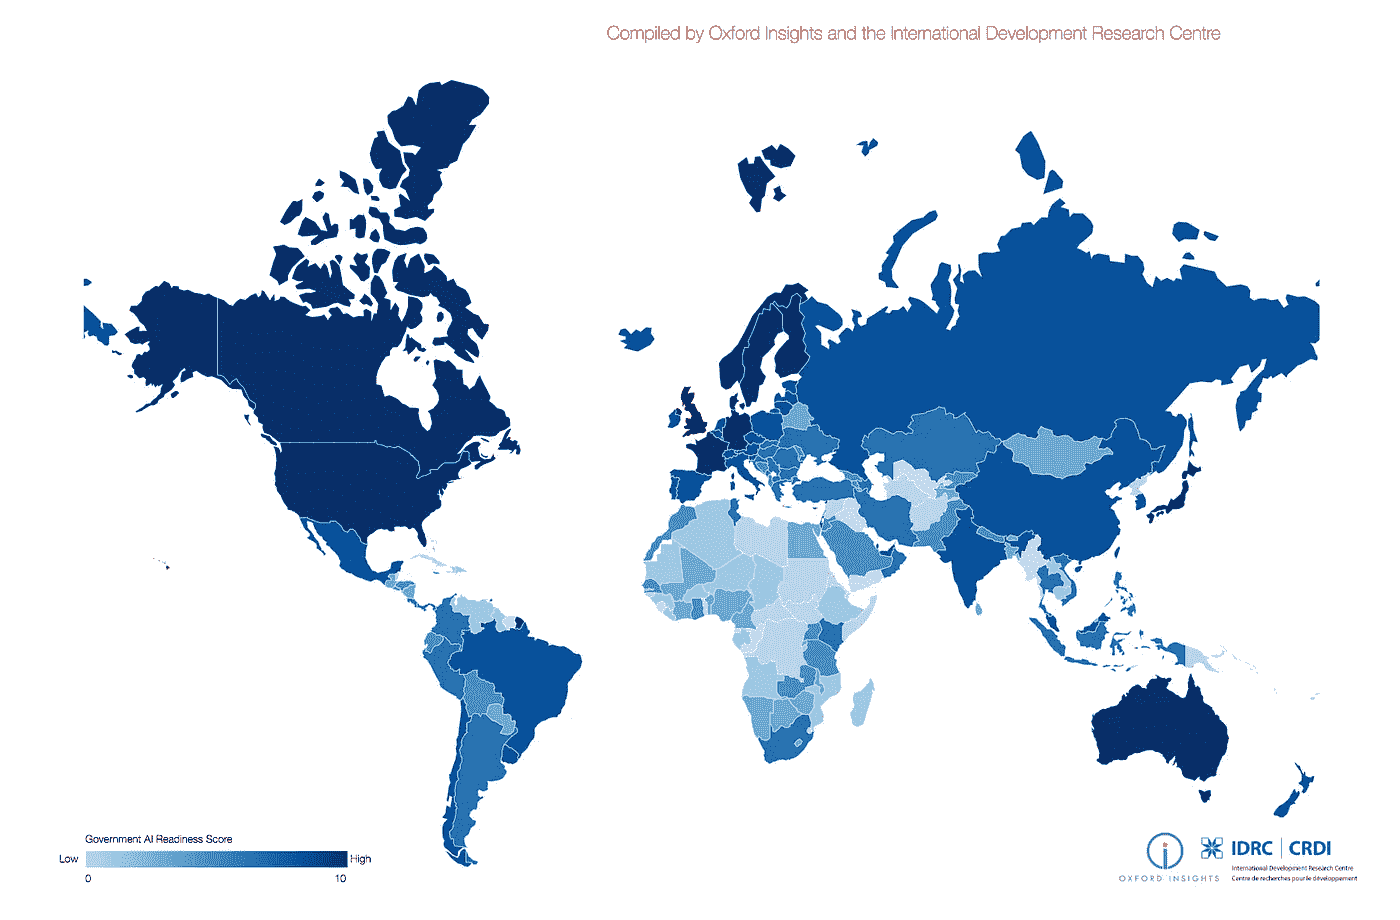 Compiled by Oxford Insights and the International Development Research Centre
Government AI Readiness Score
Low High
0 10
OXFORD INSIGHTS
IDRC | CRDI
International Development Research Centre
Centre de recherches pour le développement